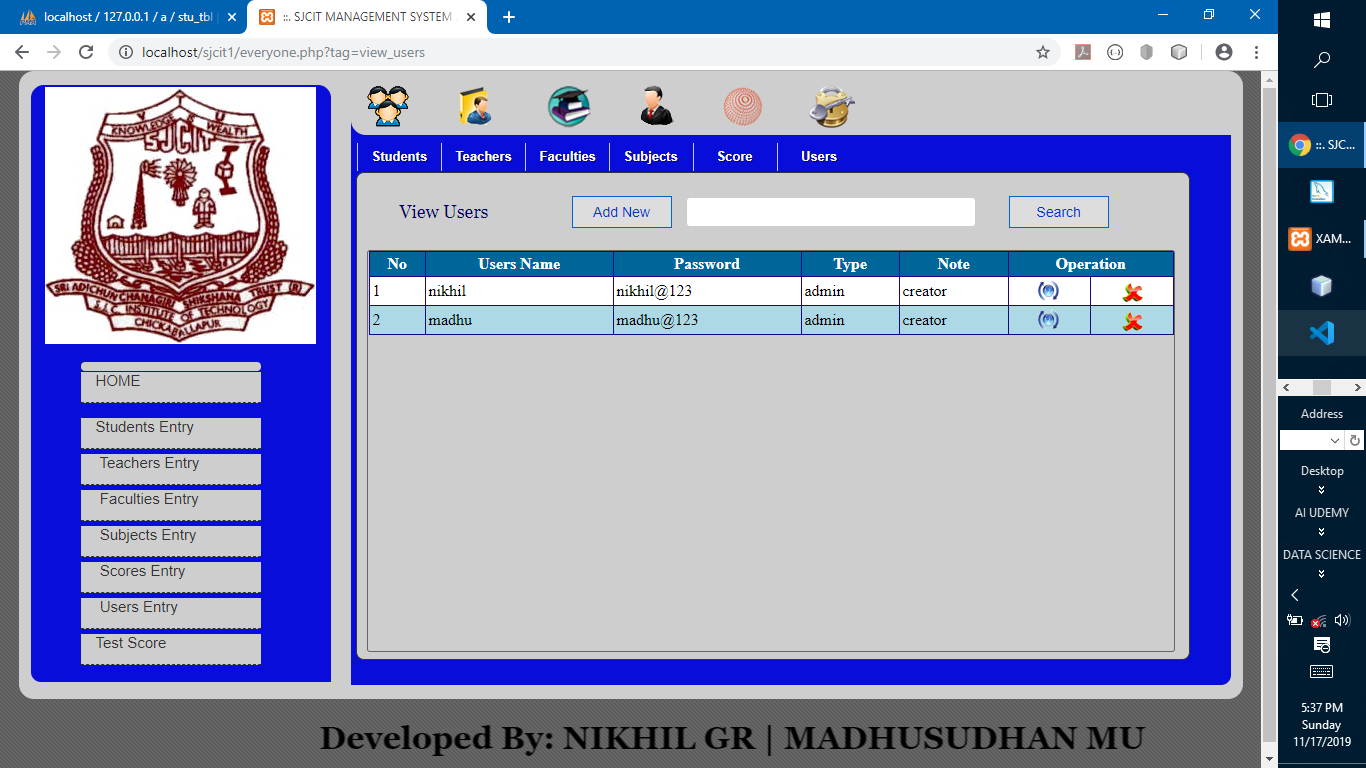 localhost / 127.0.0.1 / a / stu_tbl
::. SJCIT MANAGEMENT SYSTEM .
localhost/sjcit1/everyone.php?tag=view_users
V T U
KNOWLEDGE WEALTH
SJCIT
SRI ADICHUNCHANAGIRI SHIKSHANA TRUST (R)
S.J.C. INSTITUTE OF TECHNOLOGY
CHICKABALLAPUR
HOME
Students Entry
Teachers Entry
Faculties Entry
Subjects Entry
Scores Entry
Users Entry
Test Score
Students Teachers Faculties Subjects Score Users
View Users Add New Search
No Users Name Password Type Note Operation
1 nikhil nikhil@123 admin creator
2 madhu madhu@123 admin creator
Developed By: NIKHIL GR | MADHUSUDHAN MU
::. SJC...
XAM...
Address
Desktop
AI UDEMY
DATA SCIENCE
5:37 PM
Sunday
11/17/2019